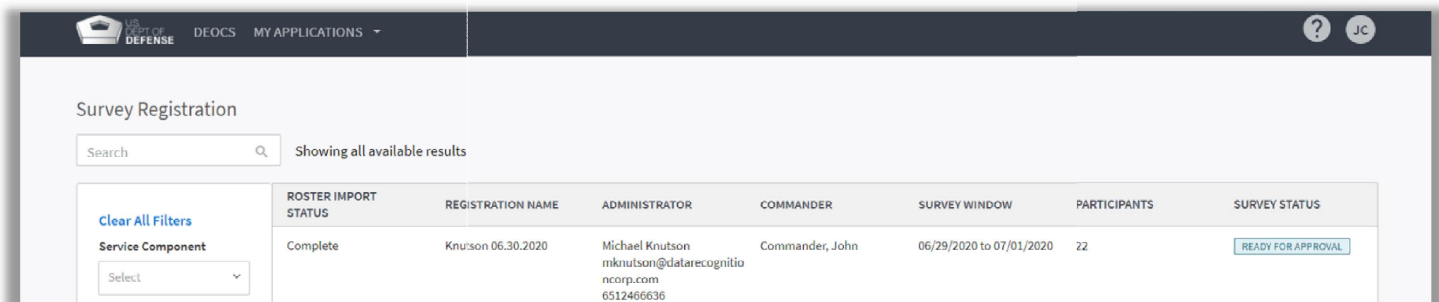 U.S.
DEPT OF
DEFENSE
DEOCS MY APPLICATIONS
? JC
Survey Registration
Search
Showing all available results
Clear All Filters
Service Component
Select
ROSTER IMPORT
STATUS
REGISTRATION NAME
ADMINISTRATOR
COMMANDER
SURVEY WINDOW
PARTICIPANTS
SURVEY STATUS
Complete
Knutson 06.30.2020
Michael Knutson
mknutson@datarecognitio
ncorp.com
6512466636
Commander, John
06/29/2020 to 07/01/2020
22
READY FOR APPROVAL